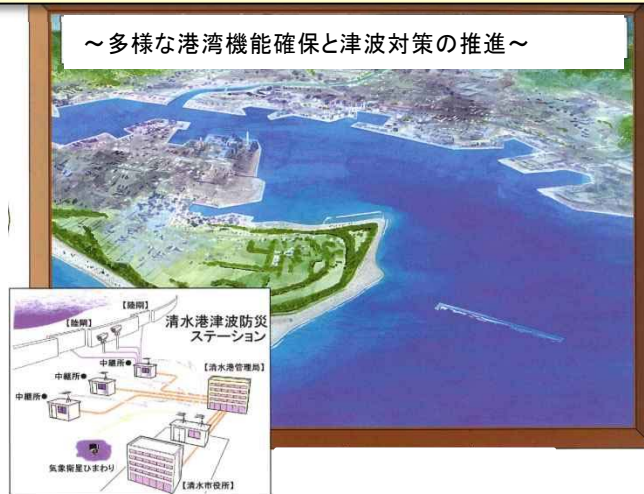 ～多様な港湾機能確保と津波対策の推進～
【陸閘】
【陸閘】
清水港津波防災
ステーション
中継所●
【清水港管理局】
中継所●
中継所●
気象衛星ひまわり
【清水市役所】